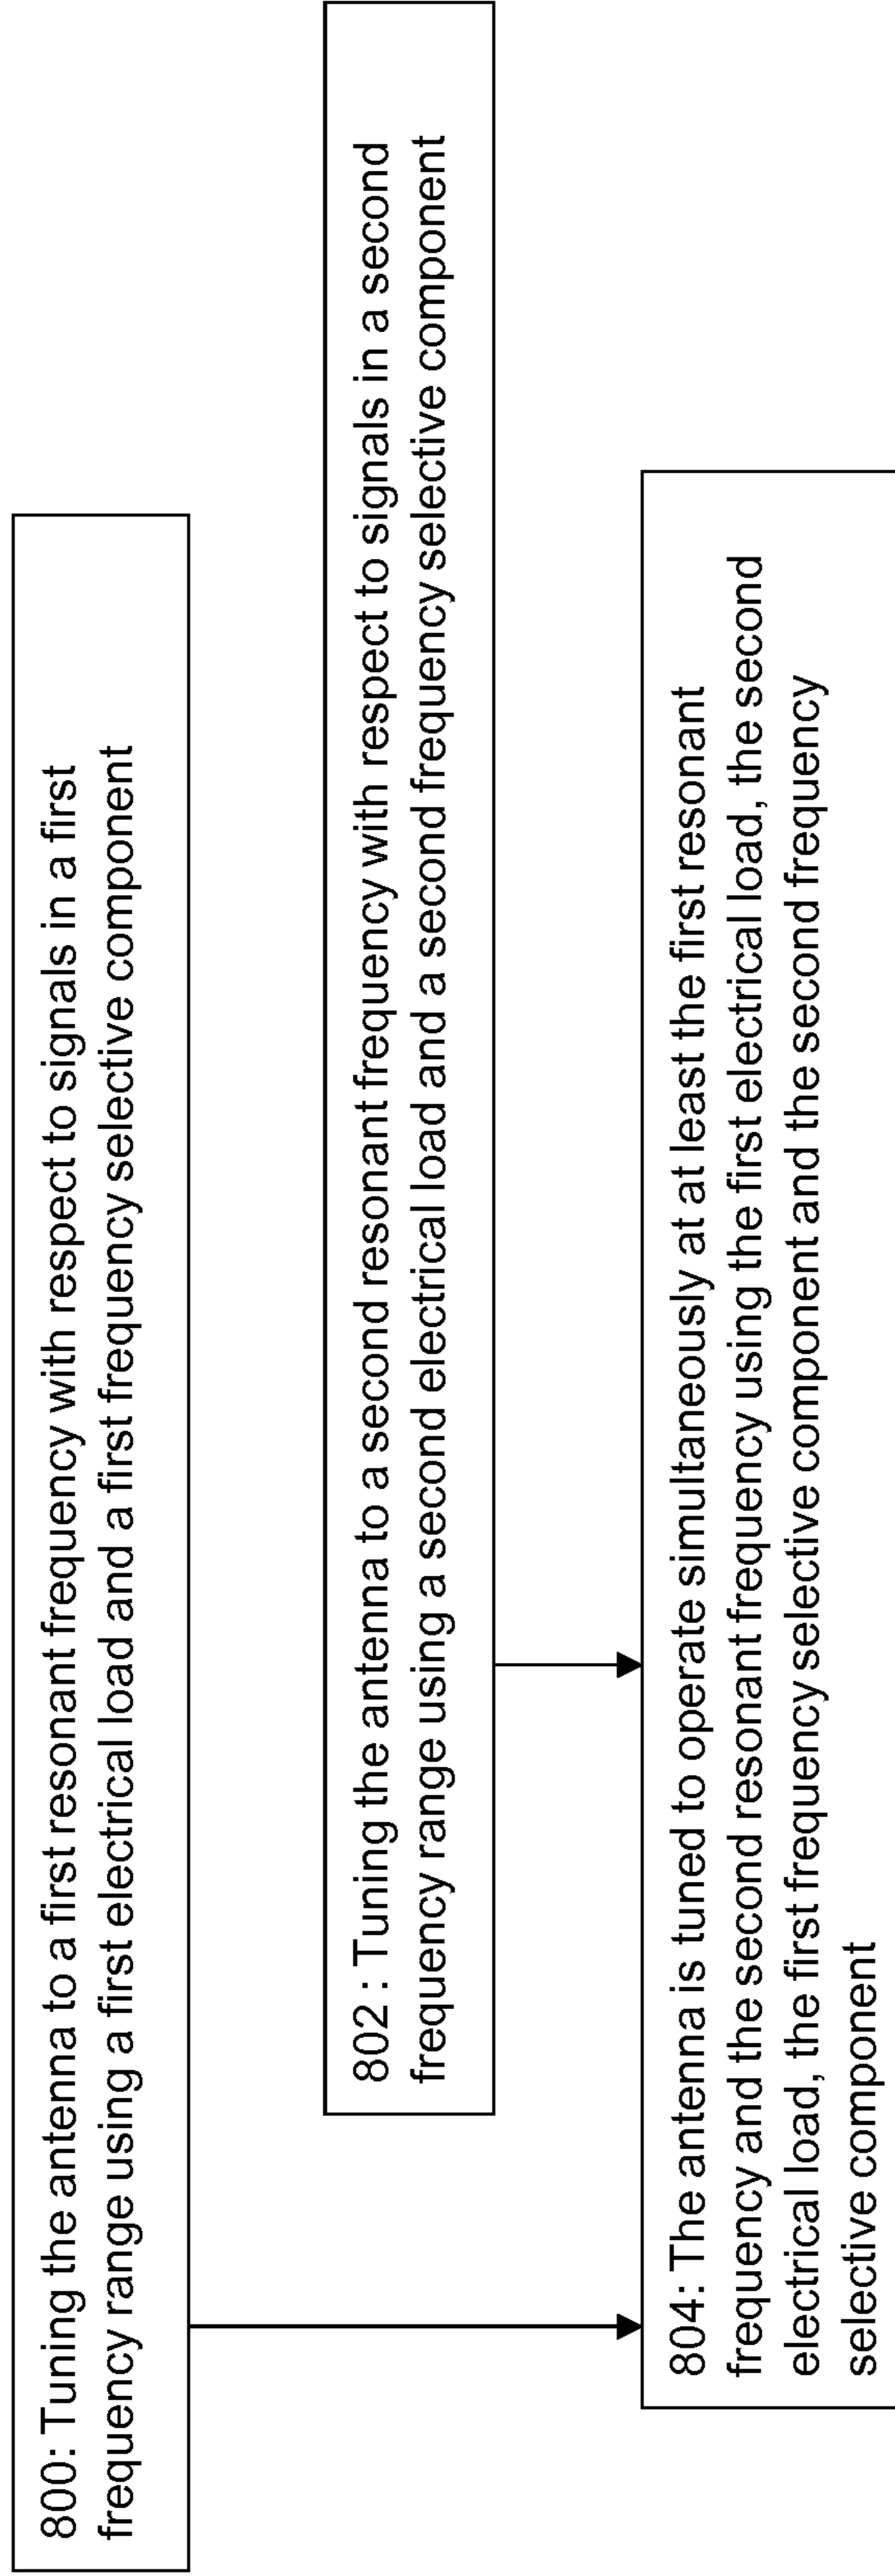 800: Tuning the antenna to a first resonant frequency with respect to signals in a first
frequency range using a first electrical load and a first frequency selective component
802 : Tuning the antenna to a second resonant frequency with respect to signals in a second
frequency range using a second electrical load and a second frequency selective component
804: The antenna is tuned to operate simultaneously at at least the first resonant
frequency and the second resonant frequency using the first electrical load, the second
electrical load, the first frequency selective component and the second frequency
selective component